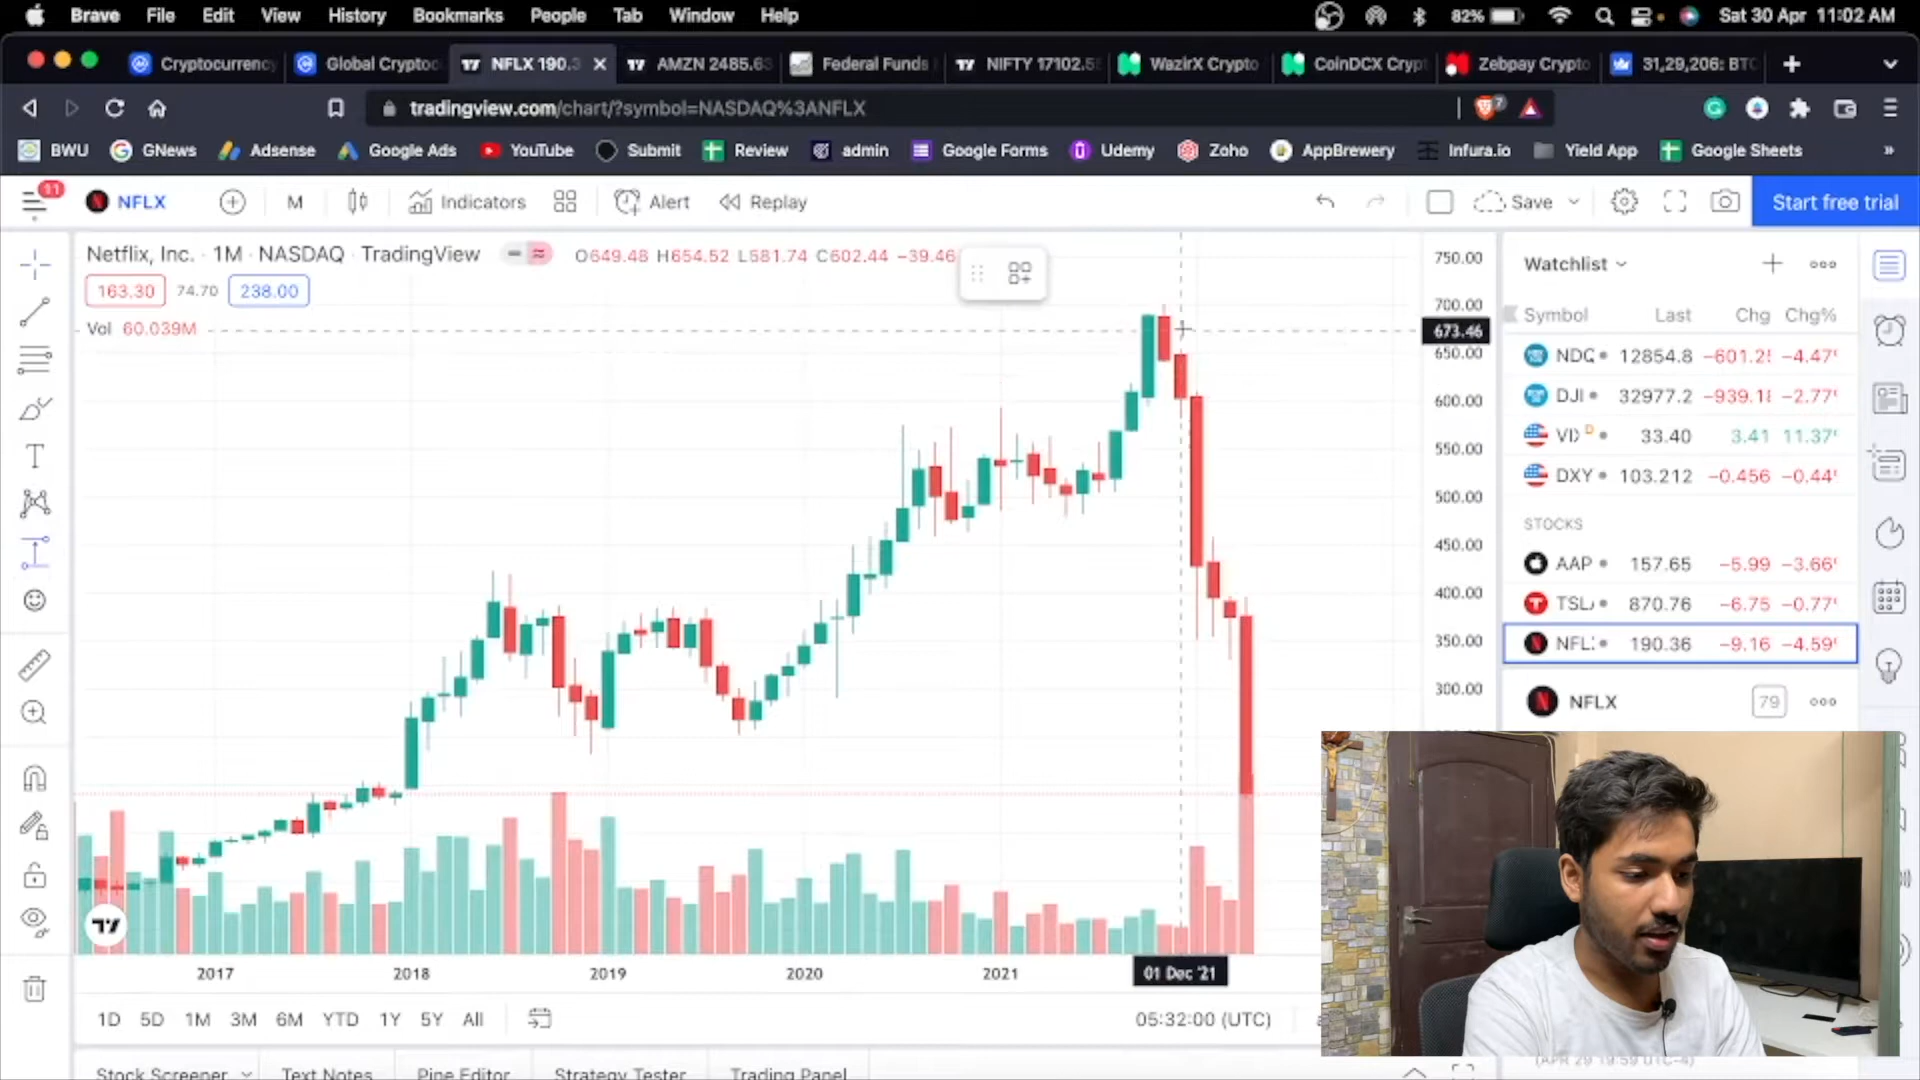 Brave File Edit View History Bookmarks People Tab Window Help 82% Sat 30 Apr 11:02 AM
Cryptocurrency Global Cryptoc NFLX 190.3 AMZN 2485.63 Federal Funds NIFTY 17102.5 WazirX Crypto CoinDCX Crypt Zebpay Crypto 31,29,206: BTC
tradingview.com/chart/?symbol=NASDAQ%3ANFLX 7
BWU GNews Adsense Google Ads YouTube Submit Review admin Google Forms Udemy Zoho AppBrewery Infura.io Yield App Google Sheets »
11 NFLX M Indicators Alert Replay Save Start free trial
Netflix, Inc. · 1M · NASDAQ · TradingView O649.48 H654.52 L581.74 C602.44 −39.46
163.30 74.70 238.00
Vol 60.039M
750.00
700.00
673.46
650.00
600.00
550.00
500.00
450.00
400.00
350.00
300.00
2017 2018 2019 2020 2021 01 Dec '21
1D 5D 1M 3M 6M YTD 1Y 5Y All 05:32:00 (UTC)
Stock Screener Text Notes Pine Editor Strategy Tester Trading Panel
Watchlist
Symbol Last Chg Chg%
NDQ 12854.8 −601.2 −4.47
DJI 32977.2 −939.1 −2.77
VI D 33.40 3.41 11.37
DXY 103.212 −0.456 −0.44
STOCKS
AAP 157.65 −5.99 −3.66
TSL 870.76 −6.75 −0.77
NFL 190.36 −9.16 −4.59
NFLX 79